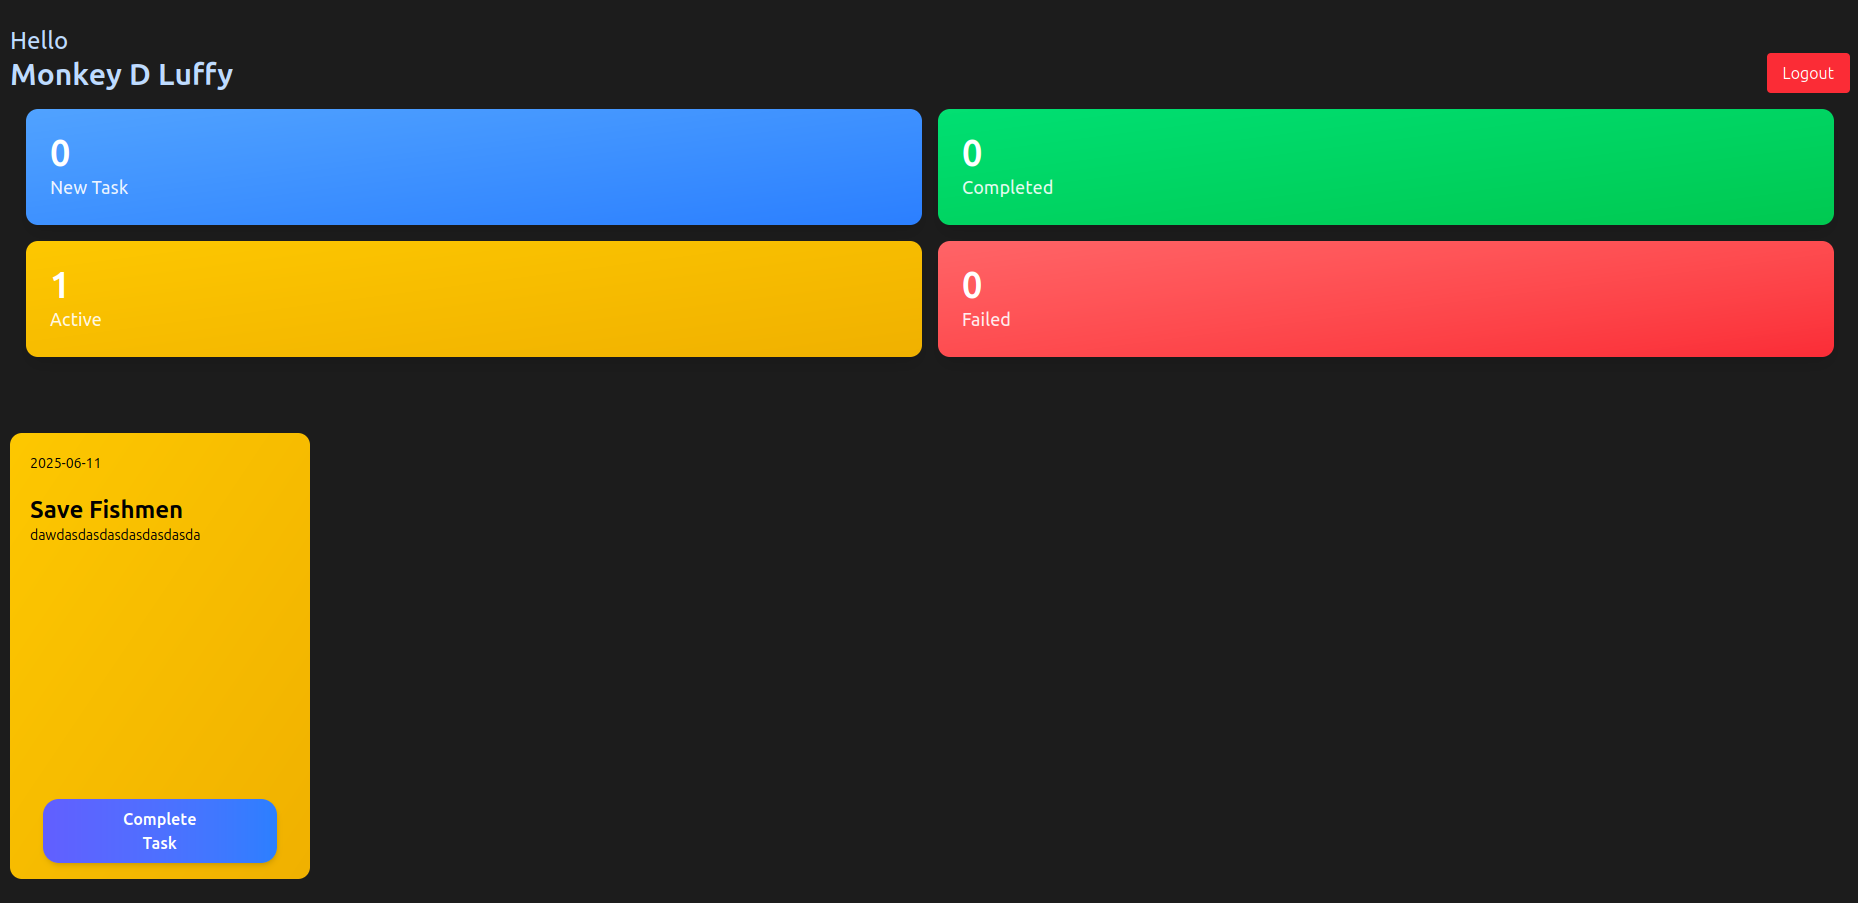 Hello
Monkey D Luffy
Logout
0
New Task
0
Completed
1
Active
0
Failed
2025-06-11
Save Fishmen
dawdasdasdasdasdasdasda
Complete
Task